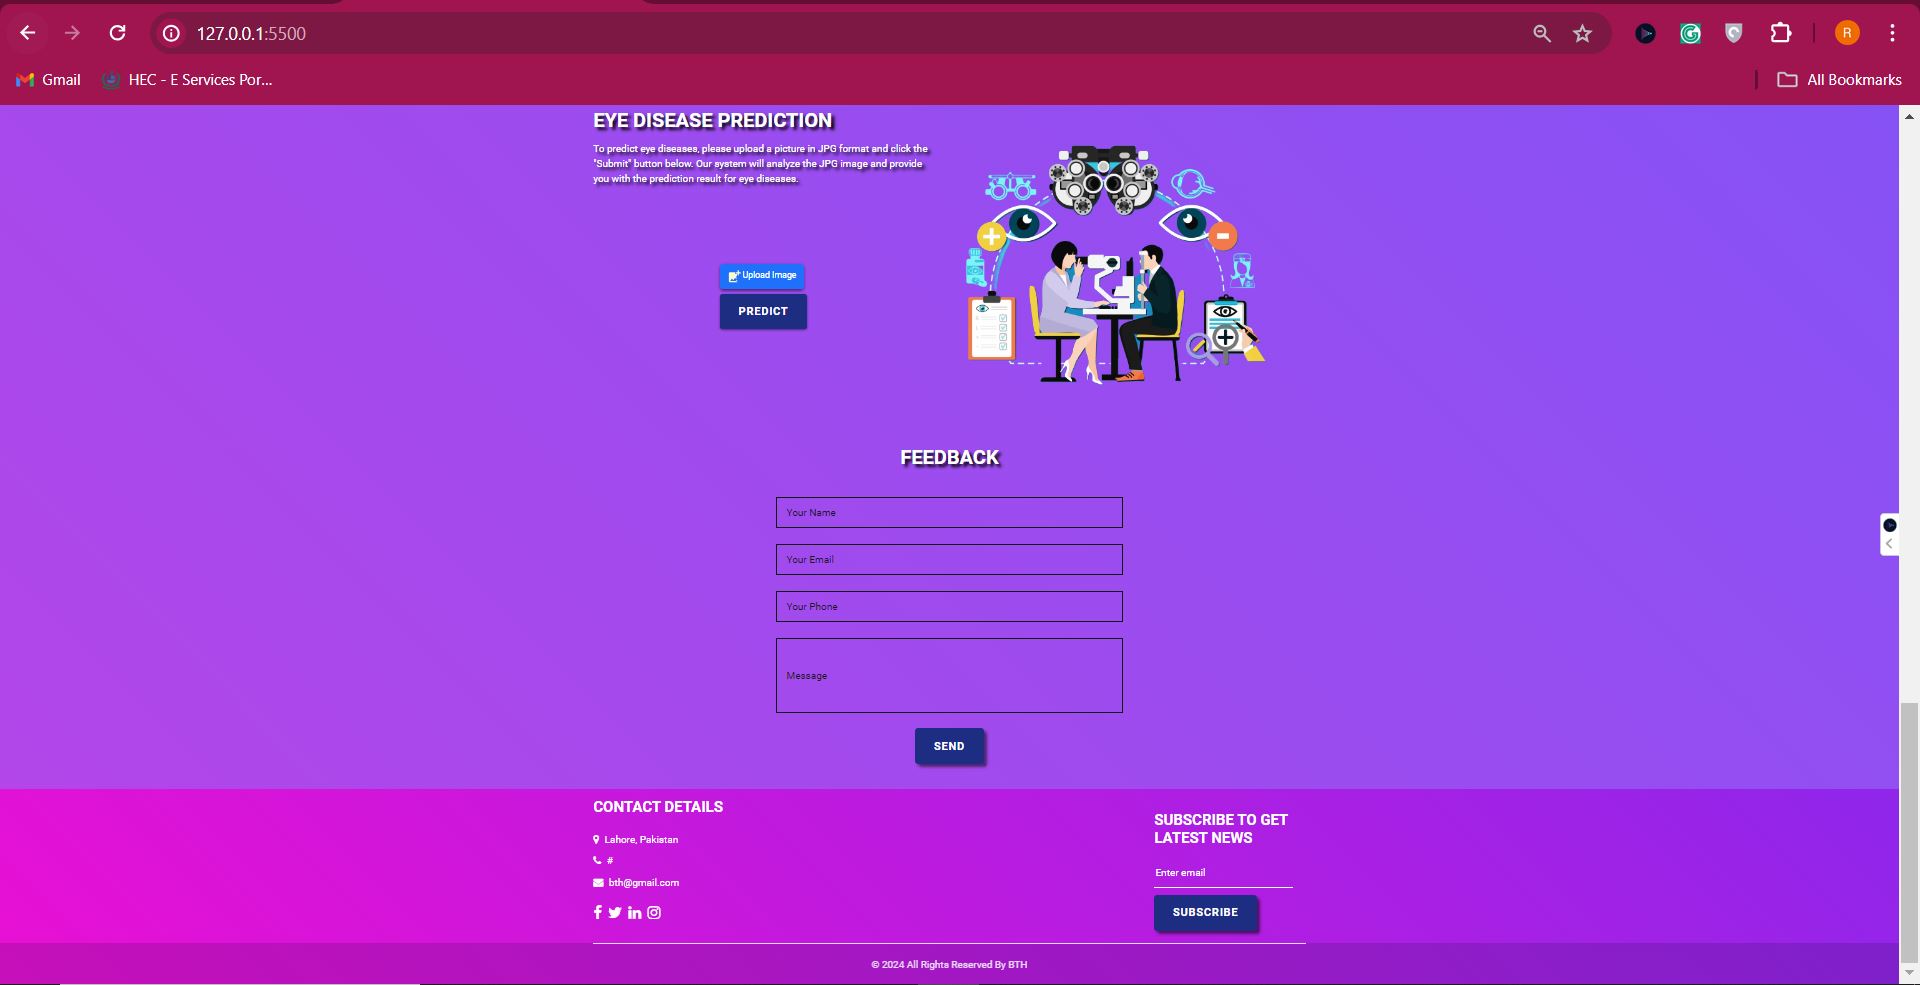 127.0.0.1:5500
R
Gmail
HEC - E Services Por...
All Bookmarks
EYE DISEASE PREDICTION
To predict eye diseases, please upload a picture in JPG format and click the
"Submit" button below. Our system will analyze the JPG image and provide
you with the prediction result for eye diseases.
Upload Image
PREDICT
FEEDBACK
Your Name
Your Email
Your Phone
Message
SEND
CONTACT DETAILS
Lahore, Pakistan
#
bth@gmail.com
SUBSCRIBE TO GET
LATEST NEWS
Enter email
SUBSCRIBE
© 2024 All Rights Reserved By BTH